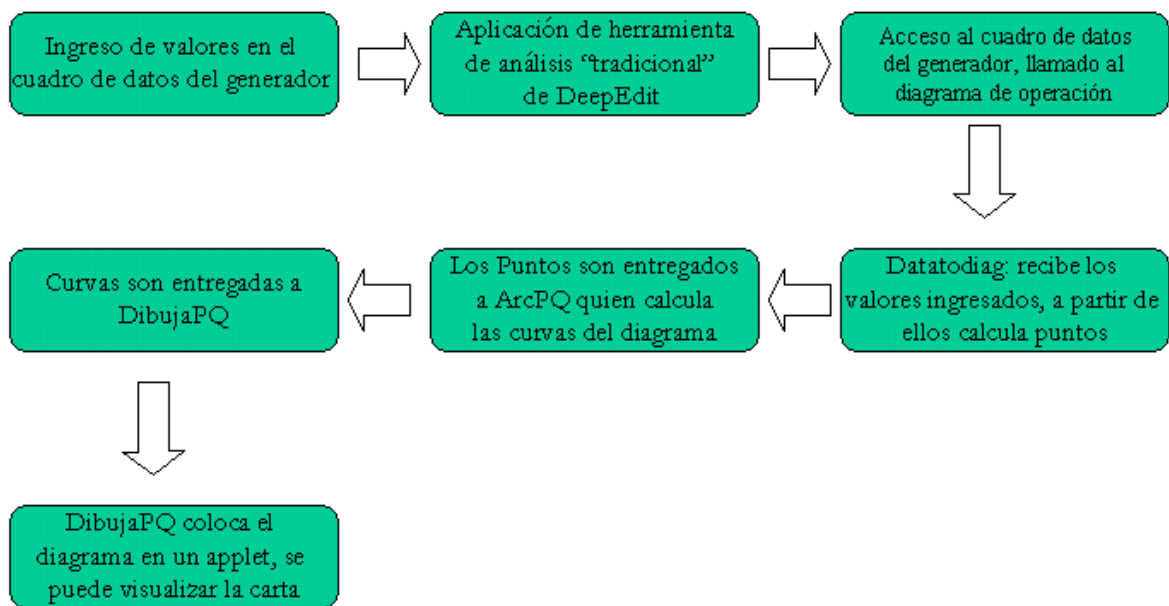 Ingreso de valores en el
cuadro de datos del generador
Aplicación de herramienta
de análisis “tradicional”
de DeepEdit
Acceso al cuadro de datos
del generador, llamado al
diagrama de operación
Datatodiag: recibe los
valores ingresados, a partir de
ellos calcula puntos
Los Puntos son entregados
a ArcPQ quien calcula
las curvas del diagrama
Curvas son entregadas a
DibujaPQ
DibujaPQ coloca el
diagrama en un applet, se
puede visualizar la carta